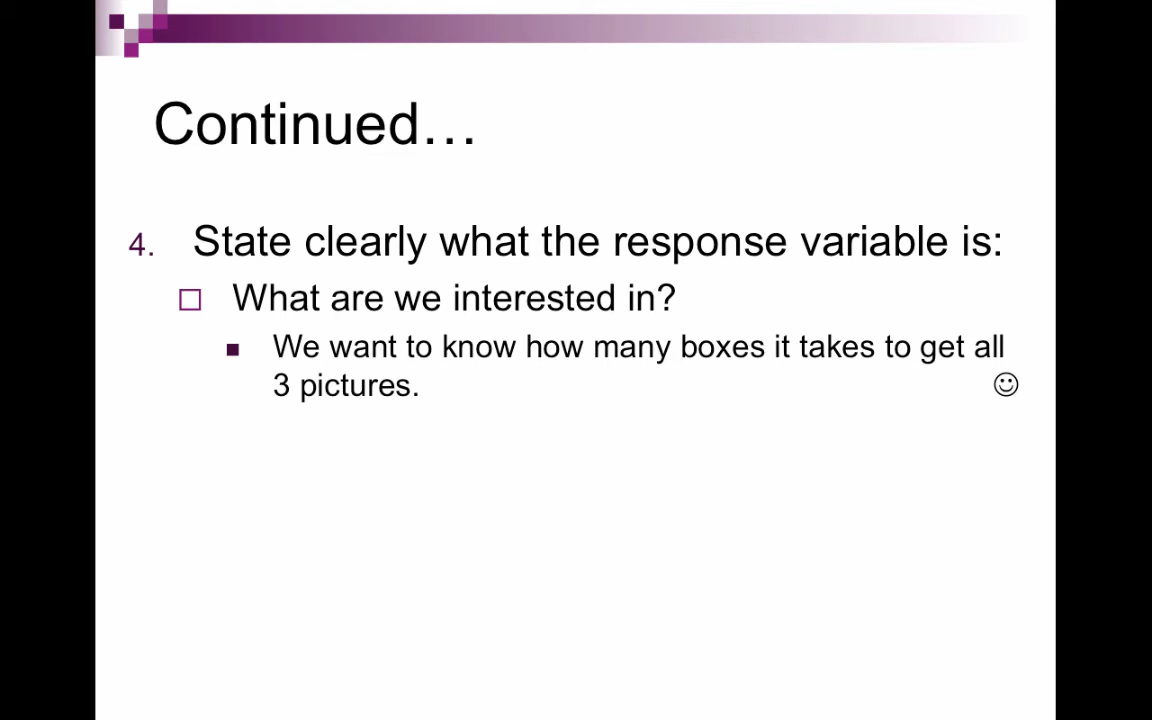 Continued…
4. State clearly what the response variable is:
What are we interested in?
We want to know how many boxes it takes to get all
3 pictures. ☺